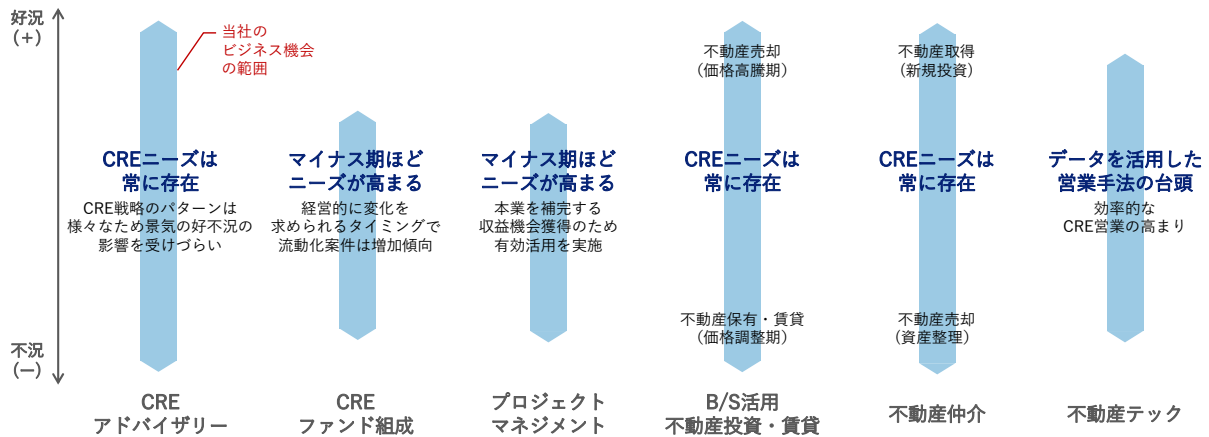 好況
(+)
不況
(ー)
当社の
ビジネス機会
の範囲
CREニーズは
常に存在
CRE戦略のパターンは
様々なため景気の好不況の
影響を受けづらい
CRE
アドバイザリー
マイナス期ほど
ニーズが高まる
経営的に変化を
求められるタイミングで
流動化案件は増加傾向
CRE
ファンド組成
マイナス期ほど
ニーズが高まる
本業を補完する
収益機会獲得のため
有効活用を実施
プロジェクト
マネジメント
不動産売却
(価格高騰期)
CREニーズは
常に存在
不動産保有・賃貸
(価格調整期)
B/S活用
不動産投資・賃貸
不動産取得
(新規投資)
CREニーズは
常に存在
不動産売却
(資産整理)
不動産仲介
データを活用した
営業手法の台頭
効率的な
CRE営業の高まり
不動産テック